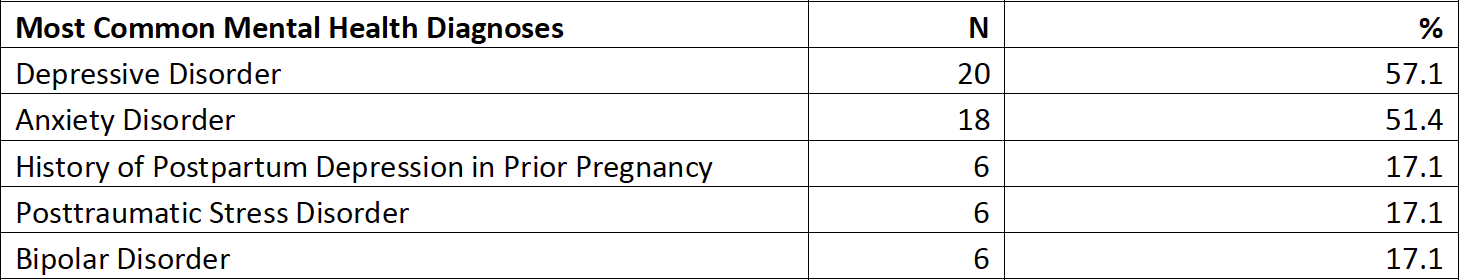 Most Common Mental Health Diagnoses N %
Depressive Disorder 20 57.1
Anxiety Disorder 18 51.4
History of Postpartum Depression in Prior Pregnancy 6 17.1
Posttraumatic Stress Disorder 6 17.1
Bipolar Disorder 6 17.1